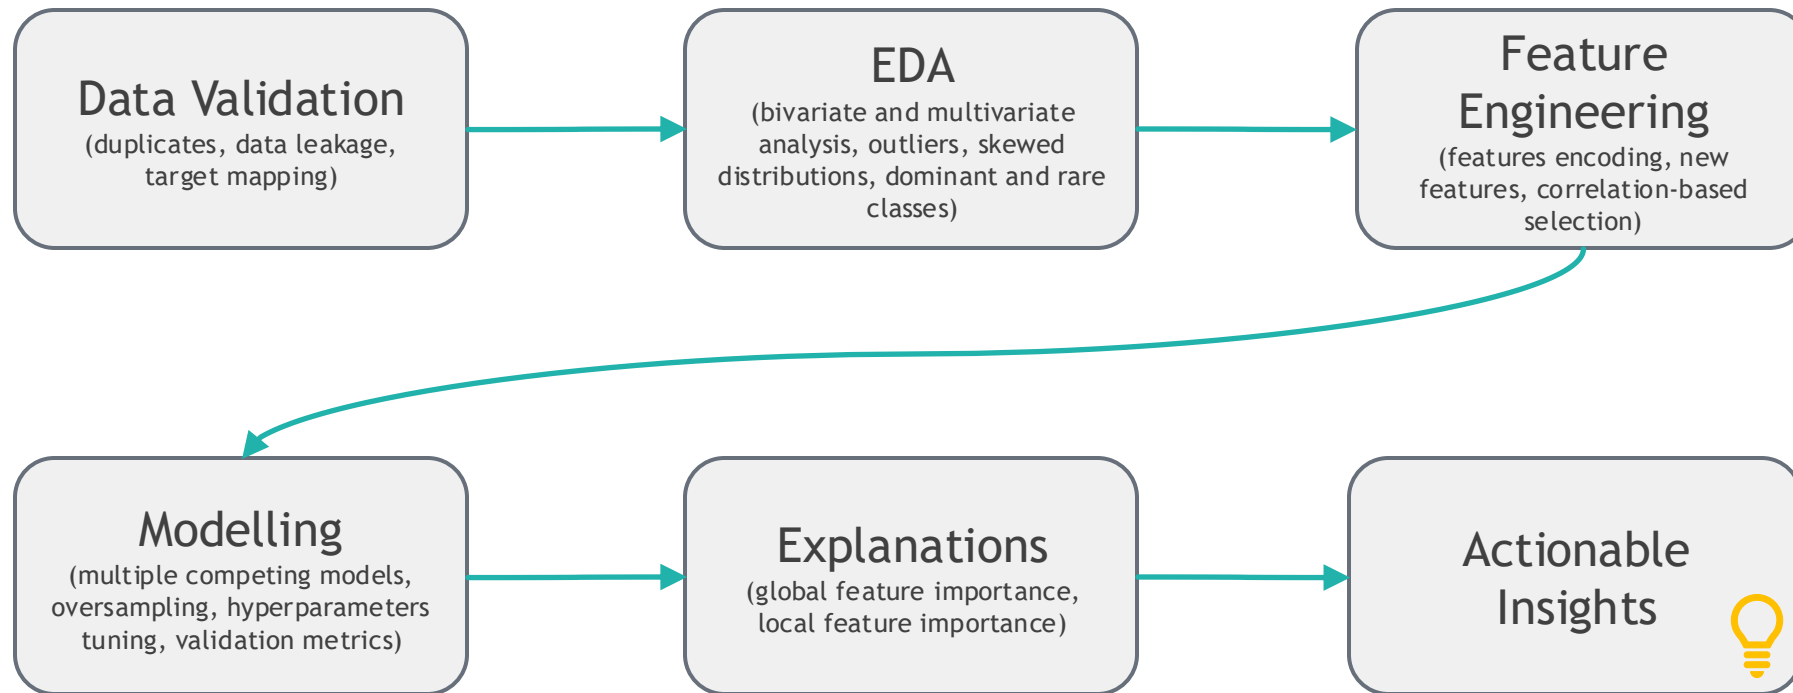 Data Validation
(duplicates, data leakage,
target mapping)
EDA
(bivariate and multivariate
analysis, outliers, skewed
distributions, dominant and rare
classes)
Feature
Engineering
(features encoding, new
features, correlation-based
selection)
Modelling
(multiple competing models,
oversampling, hyperparameters
tuning, validation metrics)
Explanations
(global feature importance,
local feature importance)
Actionable
Insights